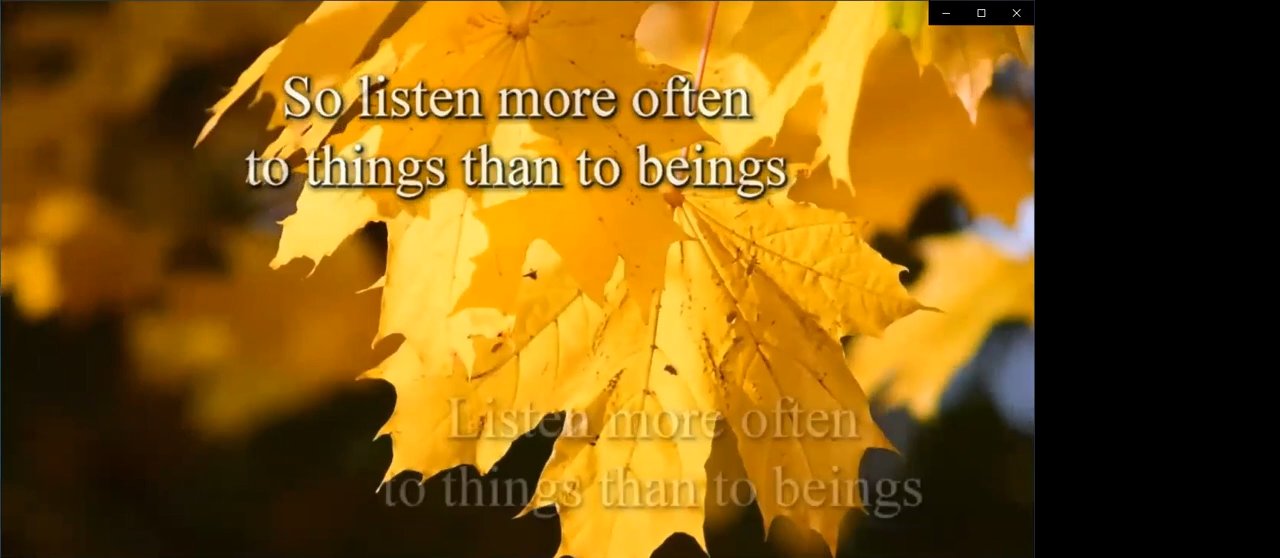 So listen more often
to things than to beings
Listen more often
to things than to beings